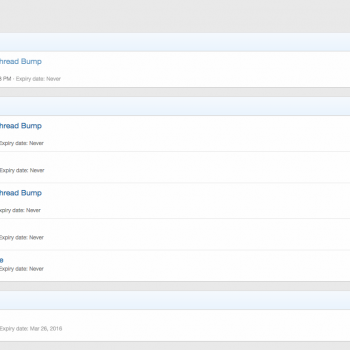 hread Bump
PM · Expiry date: Never
hread Bump
Expiry date: Never
Expiry date: Never
hread Bump
xpiry date: Never
Expiry date: Never
e
Expiry date: Never
Expiry date: Mar 26, 2016